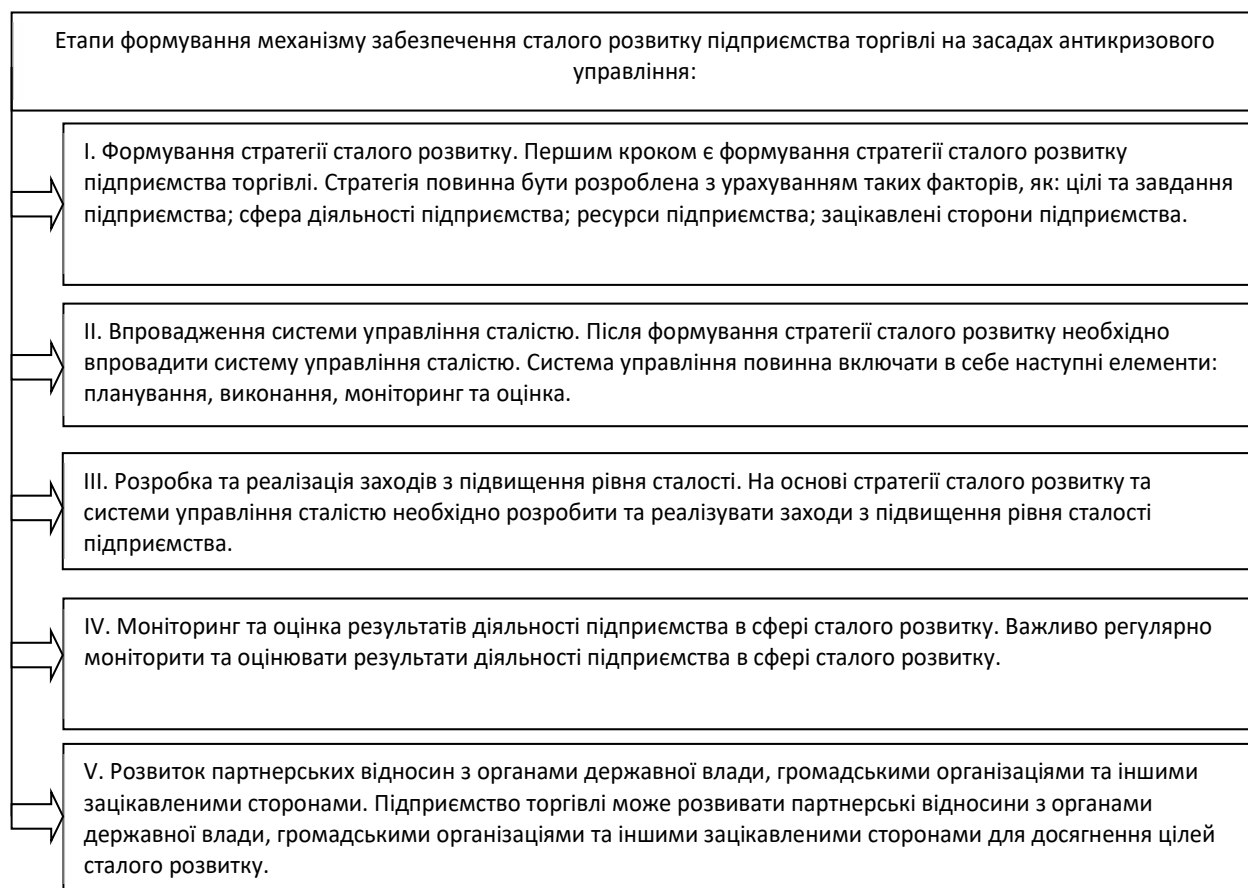 Етапи формування механізму забезпечення сталого розвитку підприємства торгівлі на засадах антикризового
управління:
I. Формування стратегії сталого розвитку. Першим кроком є формування стратегії сталого розвитку
підприємства торгівлі. Стратегія повинна бути розроблена з урахуванням таких факторів, як: цілі та завдання
підприємства; сфера діяльності підприємства; ресурси підприємства; зацікавлені сторони підприємства.
II. Впровадження системи управління сталістю. Після формування стратегії сталого розвитку необхідно
впровадити систему управління сталістю. Система управління повинна включати в себе наступні елементи:
планування, виконання, моніторинг та оцінка.
III. Розробка та реалізація заходів з підвищення рівня сталості. На основі стратегії сталого розвитку та
системи управління сталістю необхідно розробити та реалізувати заходи з підвищення рівня сталості
підприємства.
IV. Моніторинг та оцінка результатів діяльності підприємства в сфері сталого розвитку. Важливо регулярно
моніторити та оцінювати результати діяльності підприємства в сфері сталого розвитку.
V. Розвиток партнерських відносин з органами державної влади, громадськими організаціями та іншими
зацікавленими сторонами. Підприємство торгівлі може розвивати партнерські відносини з органами
державної влади, громадськими організаціями та іншими зацікавленими сторонами для досягнення цілей
сталого розвитку.